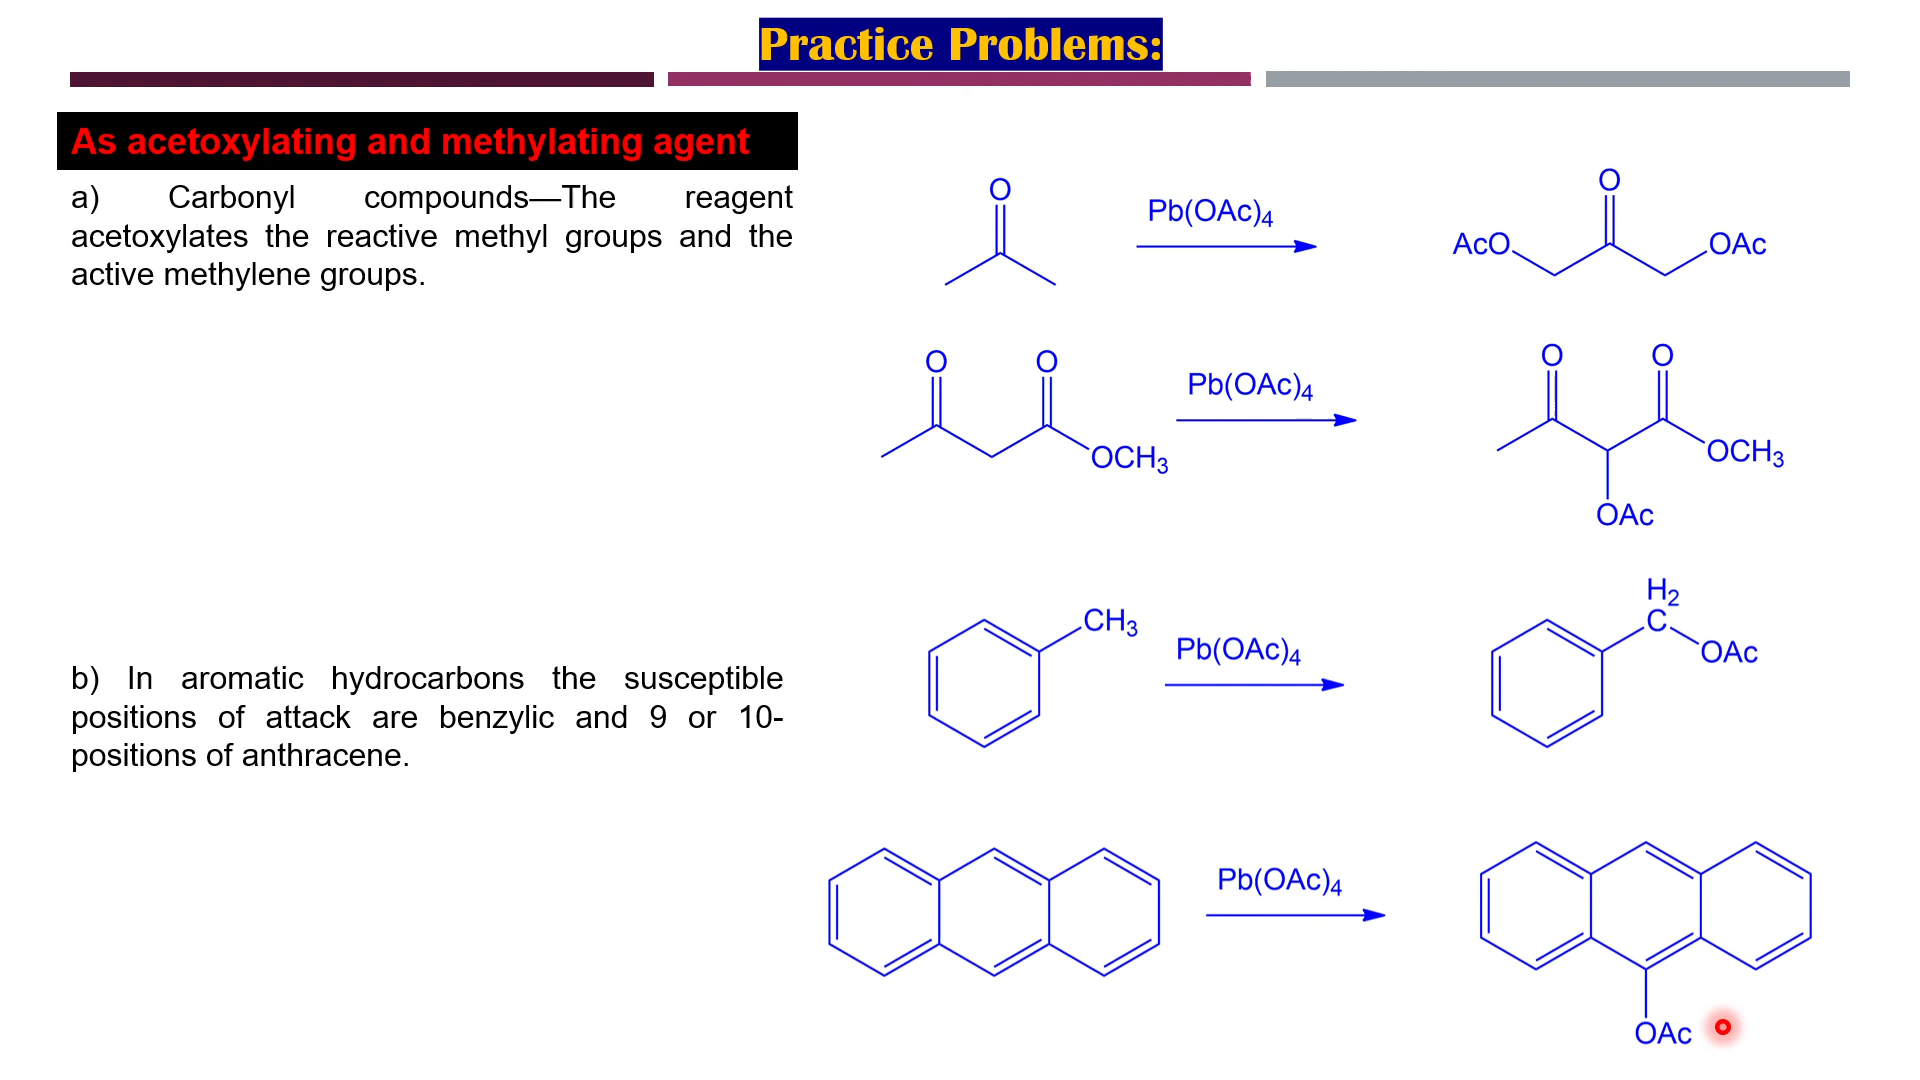 Practice Problems:
As acetoxylating and methylating agent
a) Carbonyl compounds—The reagent
acetoxylates the reactive methyl groups and the
active methylene groups.
O
Pb(OAc)4
O
AcO
OAc
O O
OCH3
Pb(OAc)4
O O
OCH3
OAc
b) In aromatic hydrocarbons the susceptible
positions of attack are benzylic and 9 or 10-
positions of anthracene.
CH3
Pb(OAc)4
H2
C
OAc
Pb(OAc)4
OAc